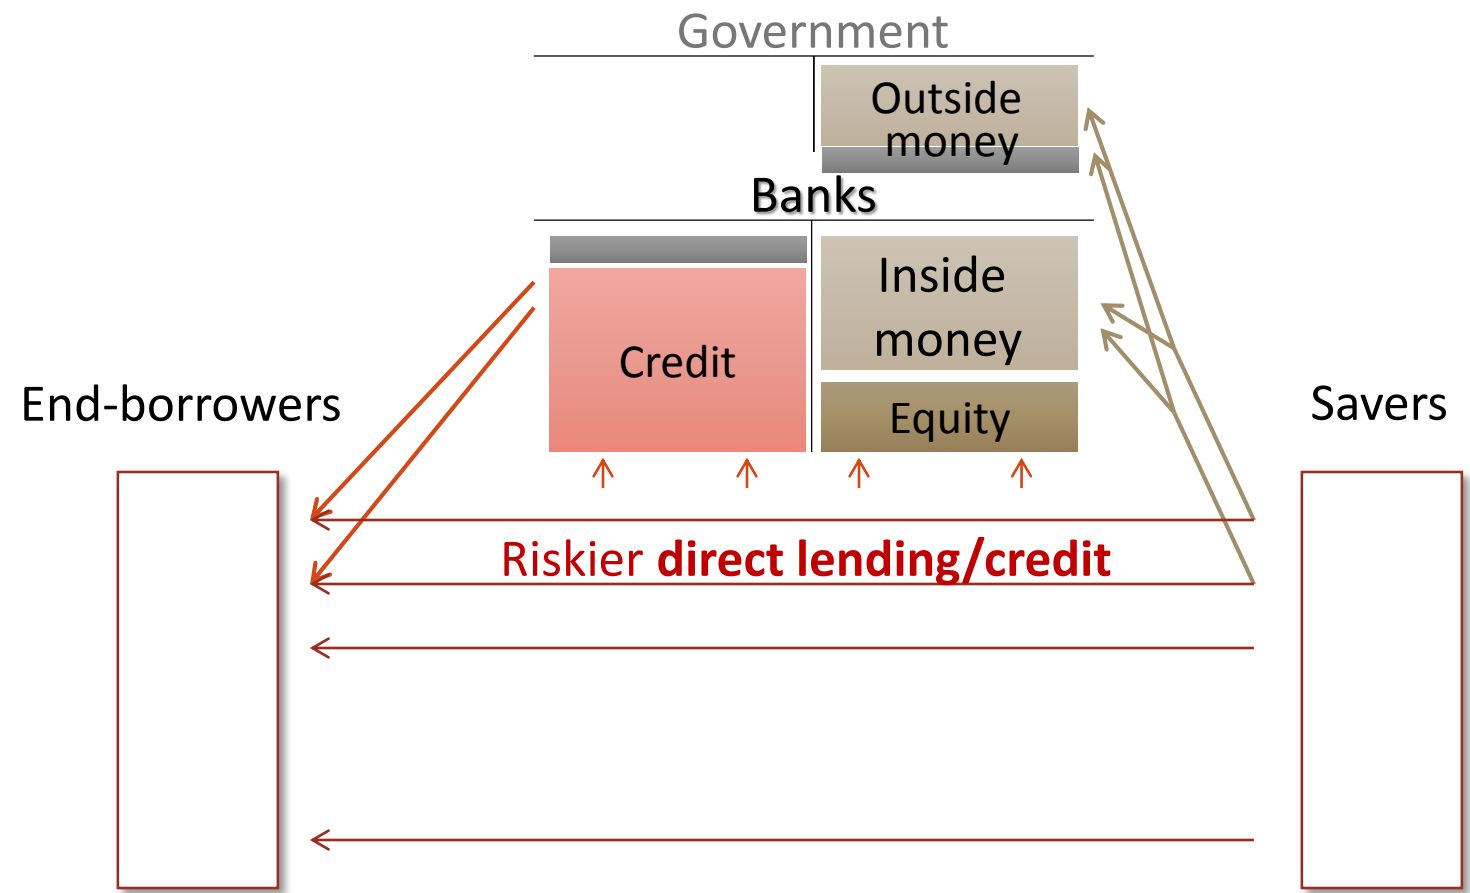 Government
Outside
money
Banks
Inside
money
Credit
Equity
End-borrowers
Savers
Riskier direct lending/credit